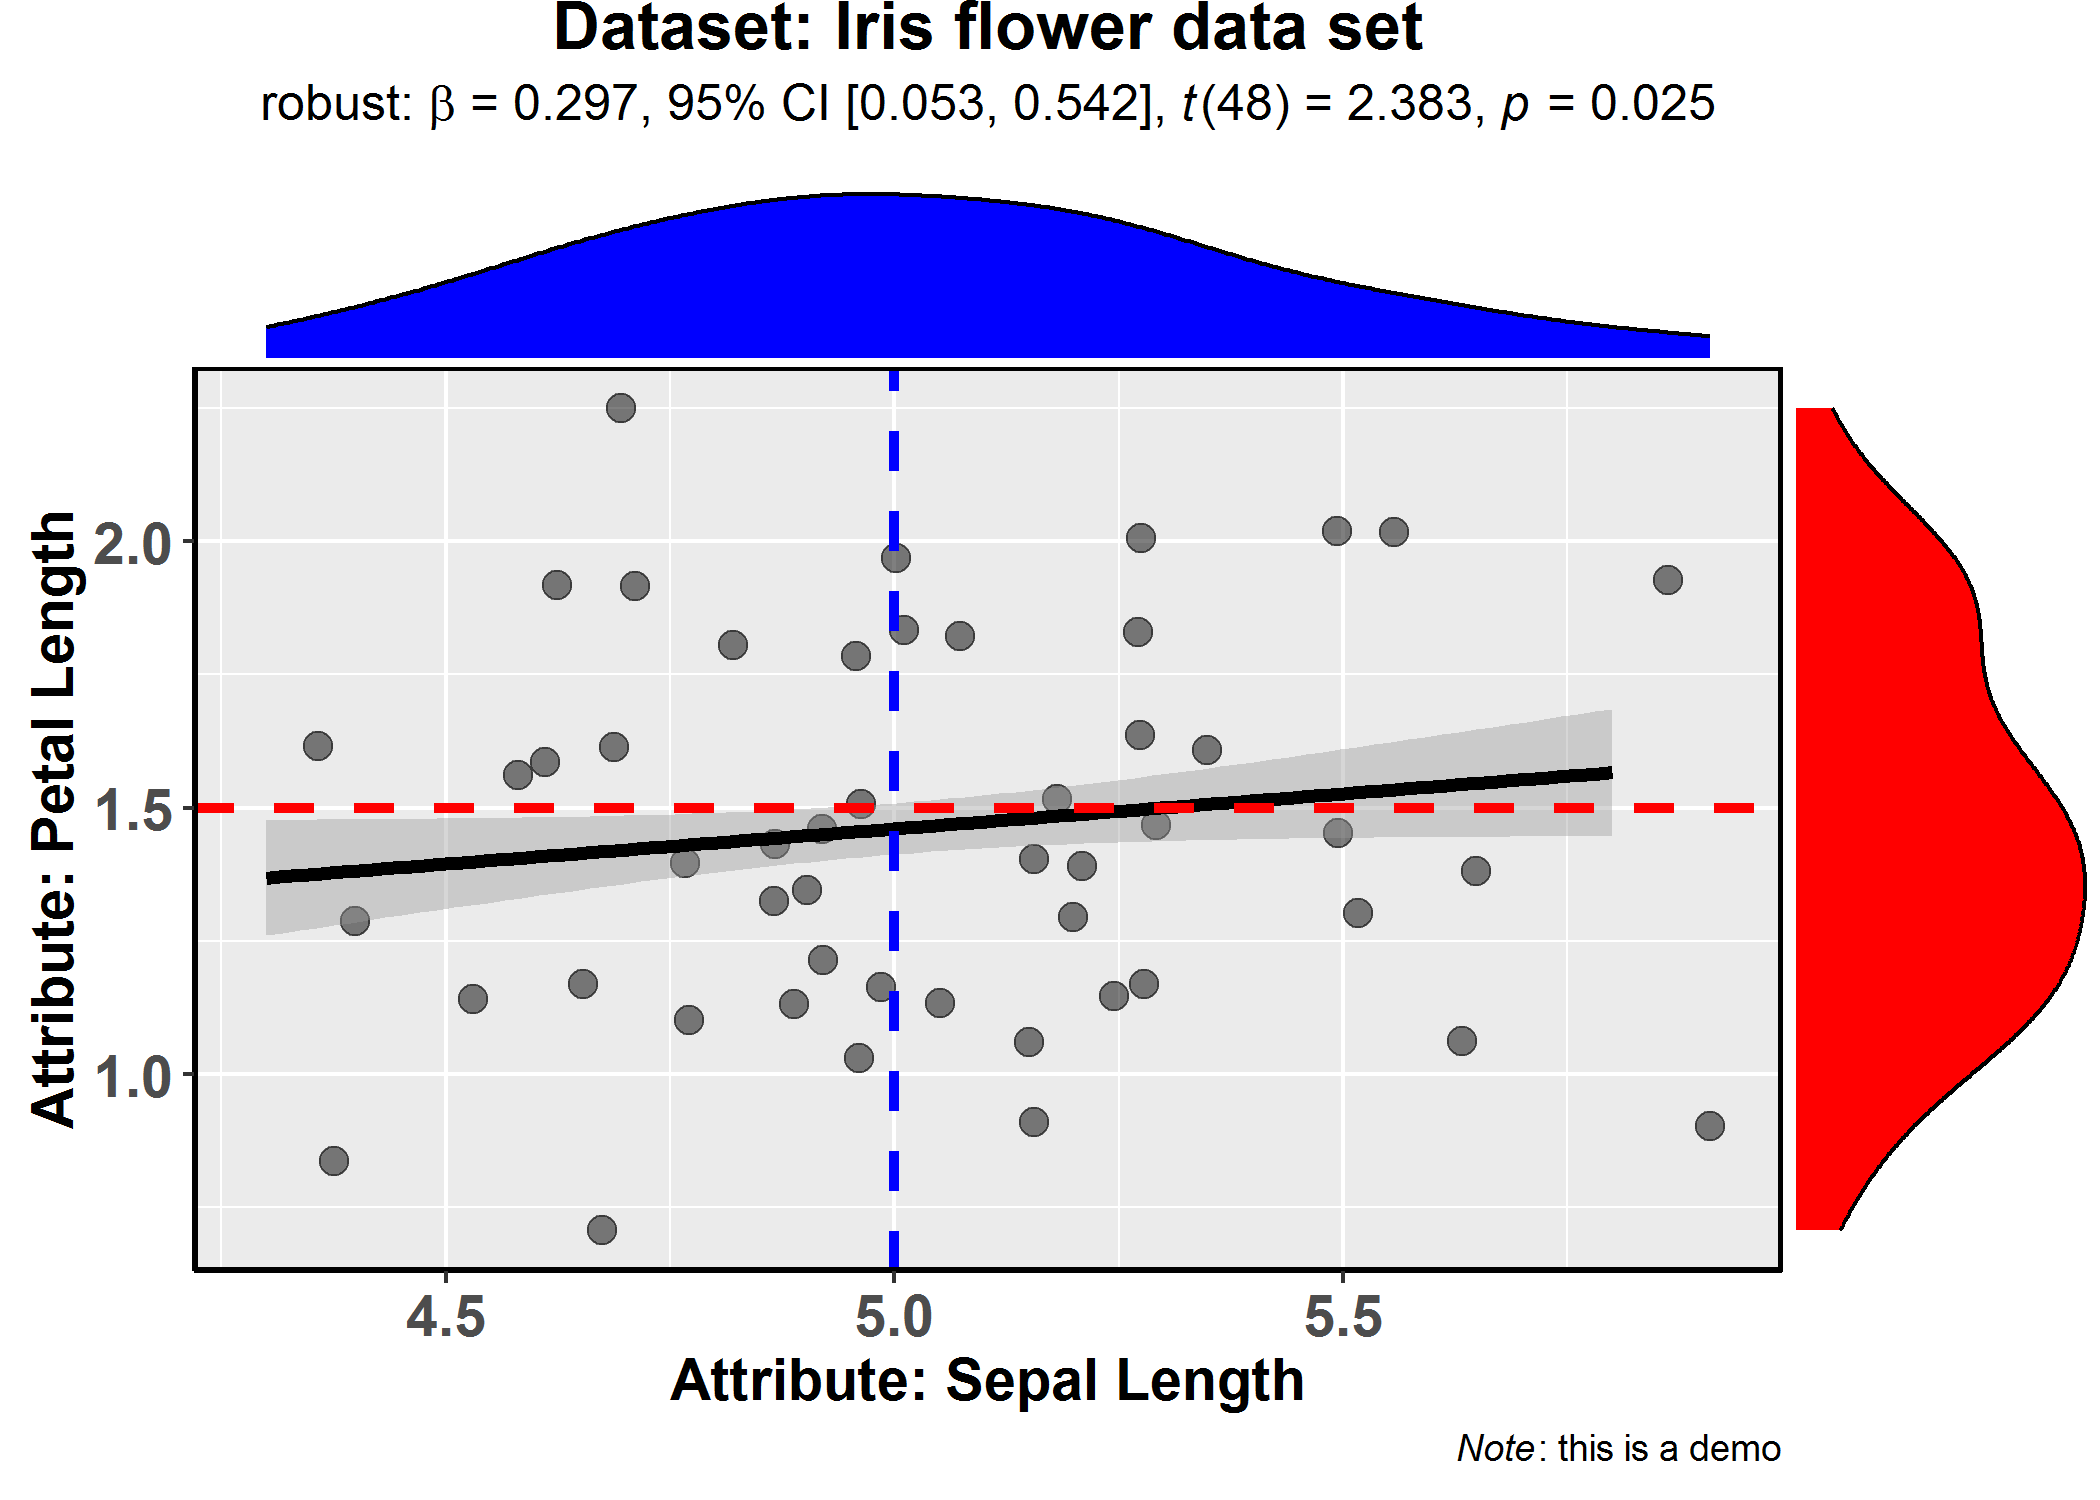 Dataset: Iris flower data set
robust: β = 0.297, 95% CI [0.053, 0.542], t(48) = 2.383, p = 0.025
Attribute: Petal Length
2.0
1.5
1.0
4.5 5.0 5.5
Attribute: Sepal Length
Note: this is a demo